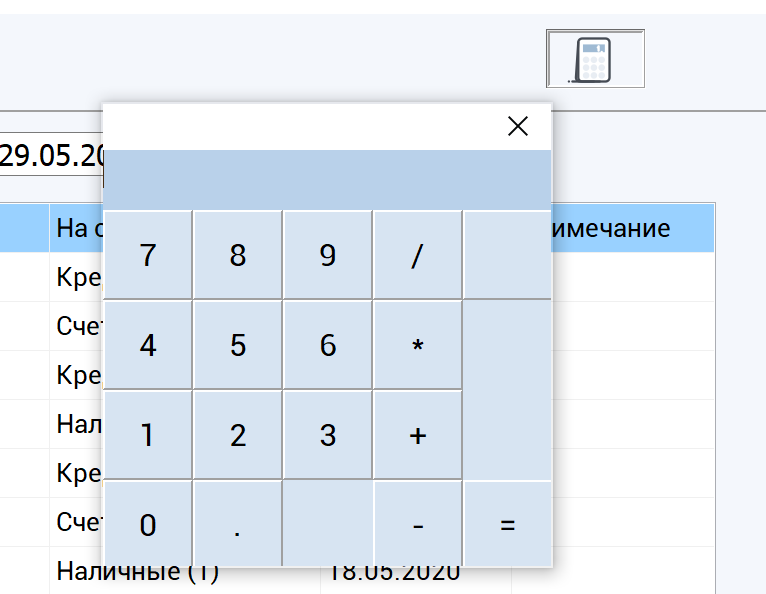 29.05.20
На
имечание
7 8 9 /
Кре
4 5 6 *
Счет
Кре
1 2 3 +
Нал
Кре
0 . - =
Счет
Наличные (1) 18.05.2020